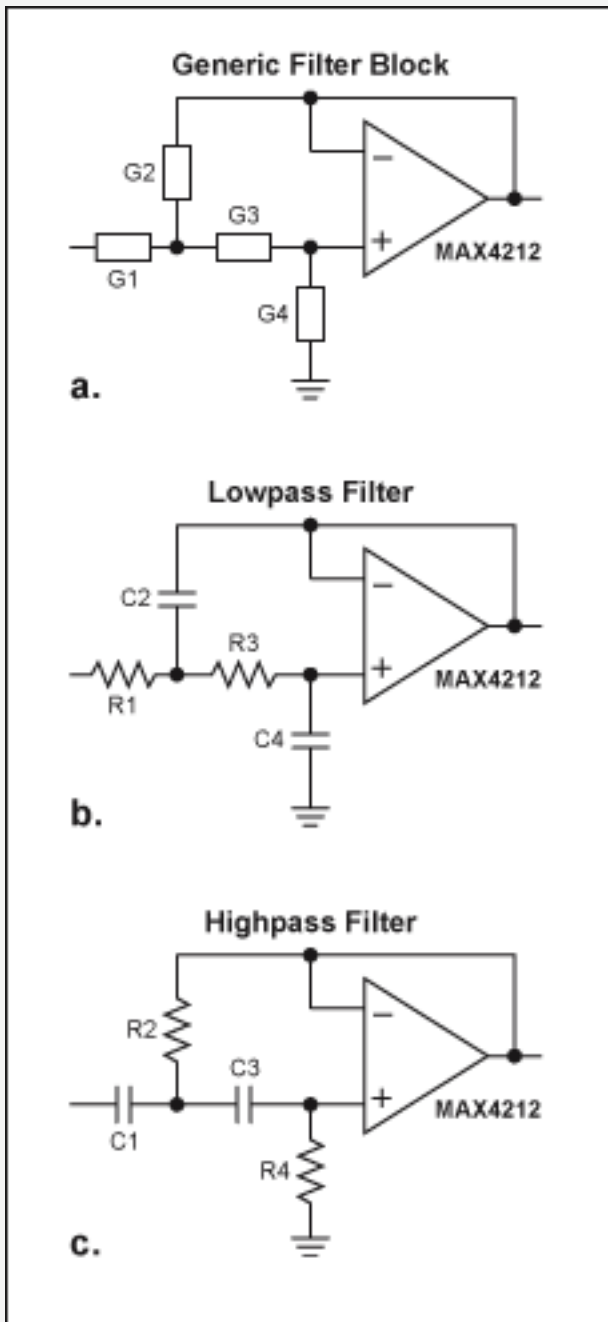 Generic Filter Block
G2
−
G3
+
MAX4212
G1
G4
a.
Lowpass Filter
C2
−
R3
+
MAX4212
R1
C4
b.
Highpass Filter
R2
−
C3
+
MAX4212
C1
R4
c.